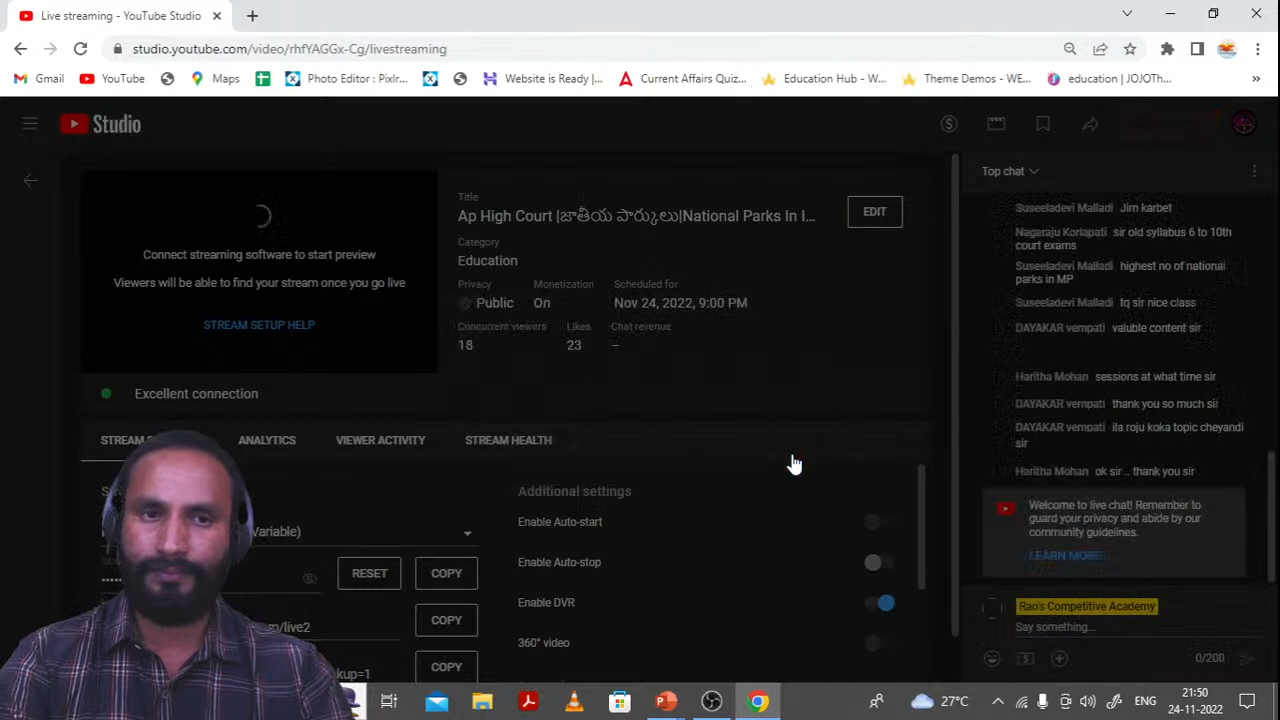 Live streaming - YouTube Studio
studio.youtube.com/video/rhfYAGGx-Cg/livestreaming
Gmail
YouTube
Maps
Photo Editor : Pixlr...
Website is Ready |...
Current Affairs Quiz...
Education Hub - W...
Theme Demos - WE...
education | JOJOTh...
»
Studio
Connect streaming software to start preview
Viewers will be able to find your stream once you go live
STREAM SETUP HELP
Excellent connection
Title
Ap High Court |జాతీయ పార్కులు|National Parks In I...
EDIT
Category
Education
Privacy
Monetization
Scheduled for
Public
On
Nov 24, 2022, 9:00 PM
Concurrent viewers
Likes
Chat revenue
18
23
–
STREAM
ANALYTICS
VIEWER ACTIVITY
STREAM HEALTH
Variable)
RESET
COPY
m/live2
COPY
kup=1
COPY
Additional settings
Enable Auto-start
Enable Auto-stop
Enable DVR
360° video
Top chat
Suseeladevi Malladi Jim karbet
Nagaraju Korlapati sir old syllabus 6 to 10th
court exams
Suseeladevi Malladi highest no of national
parks in MP
Suseeladevi Malladi tq sir nice class
DAYAKAR vempati valuble content sir
Haritha Mohan sessions at what time sir
DAYAKAR vempati thank you so much sir
DAYAKAR vempati ila roju koka topic cheyandi
sir
Haritha Mohan ok sir .. thank you sir
Welcome to live chat! Remember to
guard your privacy and abide by our
community guidelines.
LEARN MORE
Rao's Competitive Academy
Say something...
0/200
27°C
ENG
21:50
24-11-2022